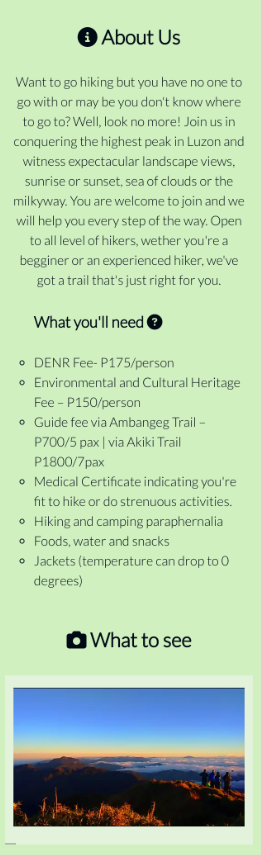 About Us
Want to go hiking but you have no one to
go with or may be you don't know where
to go to? Well, look no more! Join us in
conquering the highest peak in Luzon and
witness expectacular landscape views,
sunrise or sunset, sea of clouds or the
milkyway. You are welcome to join and we
will help you every step of the way. Open
to all level of hikers, wether you're a
begginer or an experienced hiker, we've
got a trail that's just right for you.
What you'll need
DENR Fee- P175/person
Environmental and Cultural Heritage
Fee – P150/person
Guide fee via Ambangeg Trail –
P700/5 pax | via Akiki Trail
P1800/7pax
Medical Certificate indicating you're
fit to hike or do strenuous activities.
Hiking and camping paraphernalia
Foods, water and snacks
Jackets (temperature can drop to 0
degrees)
What to see